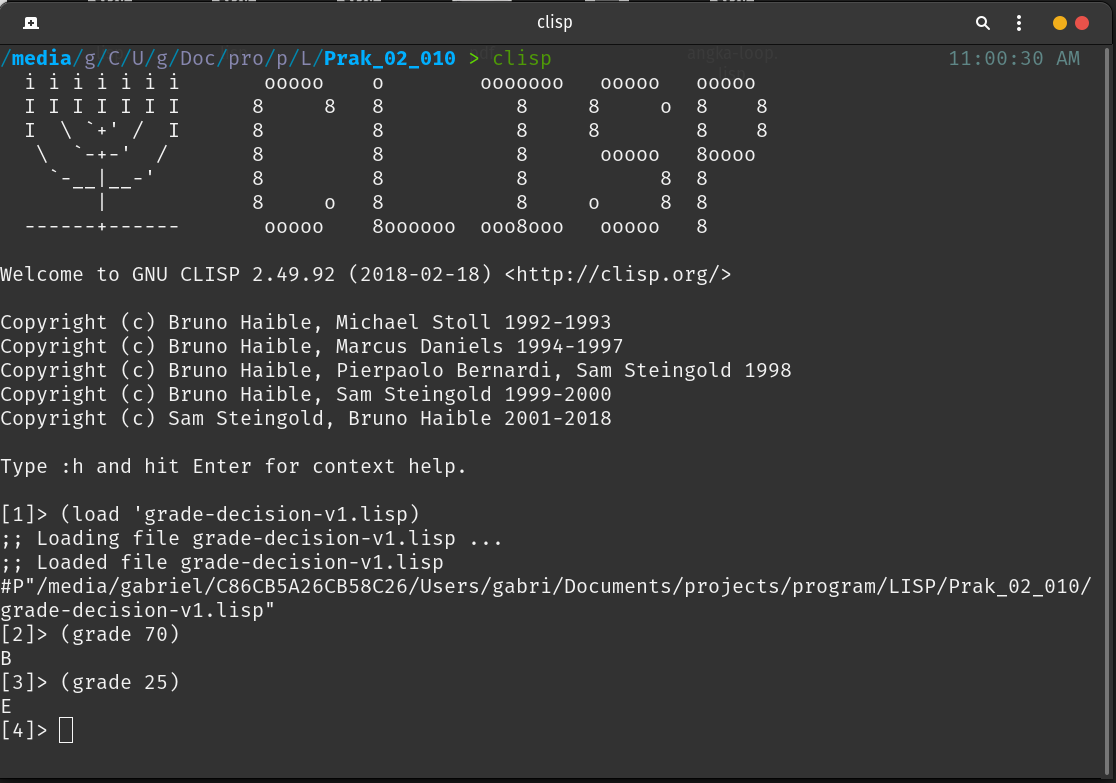 clisp
/media/g/C/U/g/Doc/pro/p/L/Prak_02_010 > clisp 11:00:30 AM
  i i i i i i i       ooooo    o        ooooooo   ooooo   ooooo
  I I I I I I I      8     8   8           8     8     o  8    8
  I  \ `+' /  I      8         8           8     8        8    8
   \  `-+-'  /       8         8           8      ooooo   8oooo
    `-__|__-'        8         8           8           8  8
        |            8     o   8           8     o     8  8
  ------+------       ooooo    8oooooo  ooo8ooo   ooooo   8
Welcome to GNU CLISP 2.49.92 (2018-02-18) <http://clisp.org/>
Copyright (c) Bruno Haible, Michael Stoll 1992-1993
Copyright (c) Bruno Haible, Marcus Daniels 1994-1997
Copyright (c) Bruno Haible, Pierpaolo Bernardi, Sam Steingold 1998
Copyright (c) Bruno Haible, Sam Steingold 1999-2000
Copyright (c) Sam Steingold, Bruno Haible 2001-2018
Type :h and hit Enter for context help.
[1]> (load 'grade-decision-v1.lisp)
;; Loading file grade-decision-v1.lisp ...
;; Loaded file grade-decision-v1.lisp
#P"/media/gabriel/C86CB5A26CB58C26/Users/gabri/Documents/projects/program/LISP/Prak_02_010/
grade-decision-v1.lisp"
[2]> (grade 70)
B
[3]> (grade 25)
E
[4]>